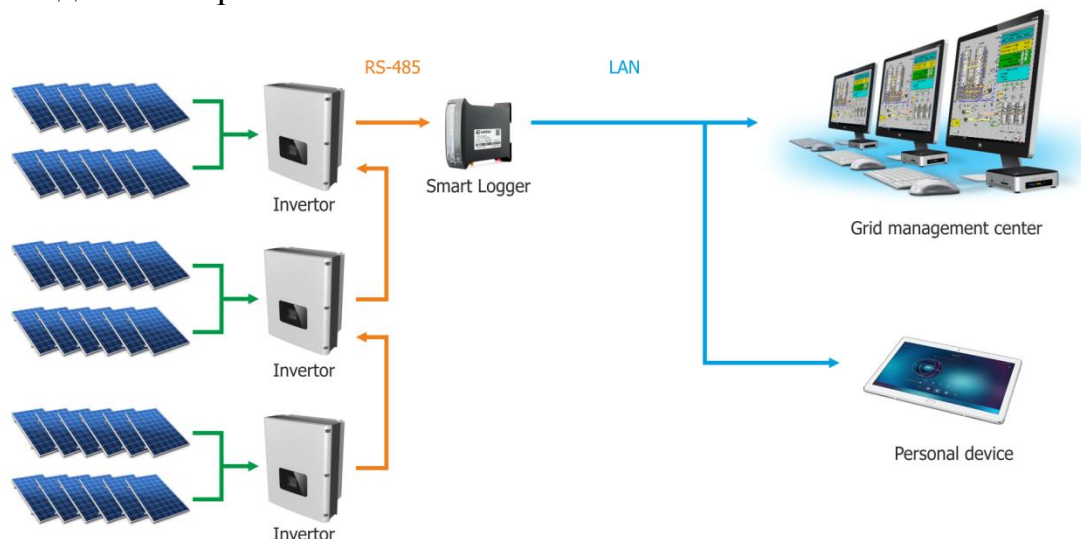 RS-485
LAN
Invertor
Smart Logger
Grid management center
Invertor
Invertor
Personal device